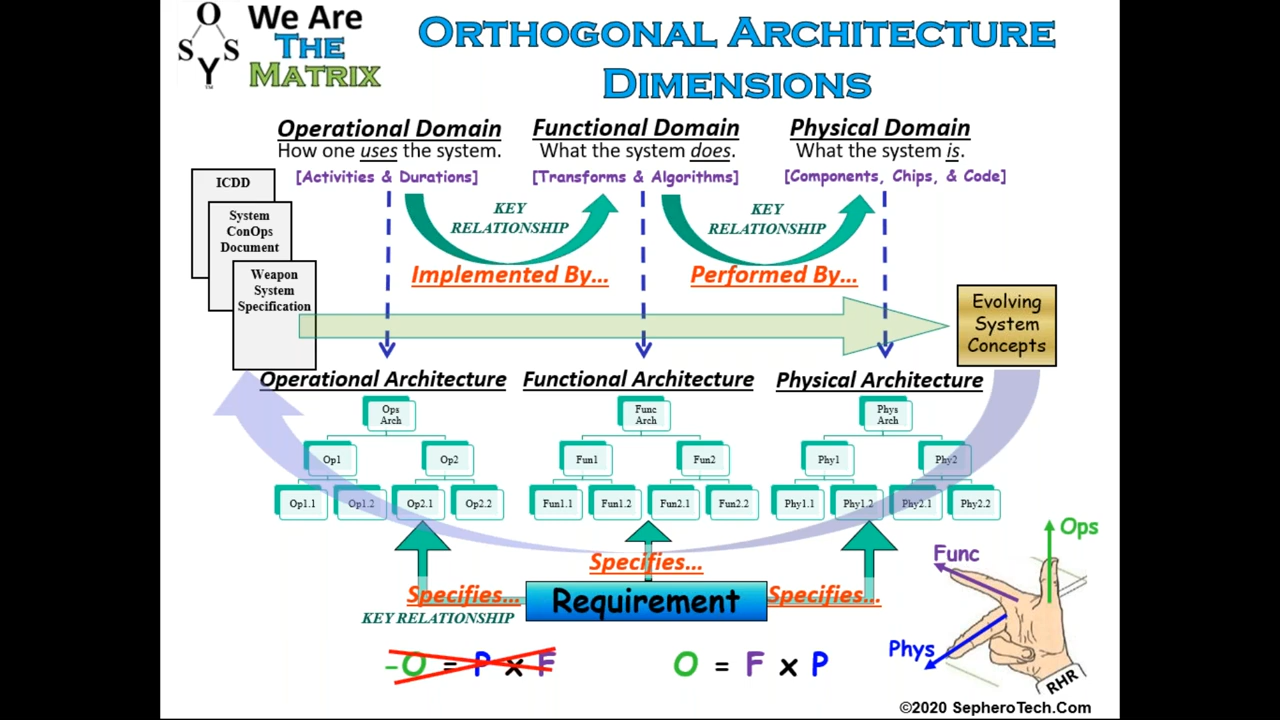 O
S S
Y
™
We Are
THE
MATRIX
ORTHOGONAL ARCHITECTURE
DIMENSIONS
Operational Domain
How one uses the system.
[Activities & Durations]
Functional Domain
What the system does.
[Transforms & Algorithms]
Physical Domain
What the system is.
[Components, Chips, & Code]
ICDD
System
ConOps
Document
Weapon
System
Specification
KEY
RELATIONSHIP
Implemented By...
KEY
RELATIONSHIP
Performed By...
Evolving
System
Concepts
Operational Architecture
Functional Architecture
Physical Architecture
Ops
Arch
Op1
Op2
Op1.1
Op1.2
Op2.1
Op2.2
Func
Arch
Fun1
Fun2
Fun1.1
Fun1.2
Fun2.1
Fun2.2
Phys
Arch
Phy1
Phy2
Phy1.1
Phy1.2
Phy2.1
Phy2.2
Specifies...
Specifies...
Requirement
Specifies...
KEY RELATIONSHIP
-O = P x F
O = F x P
Ops
Func
Phys
RHR
©2020 SepheroTech.Com